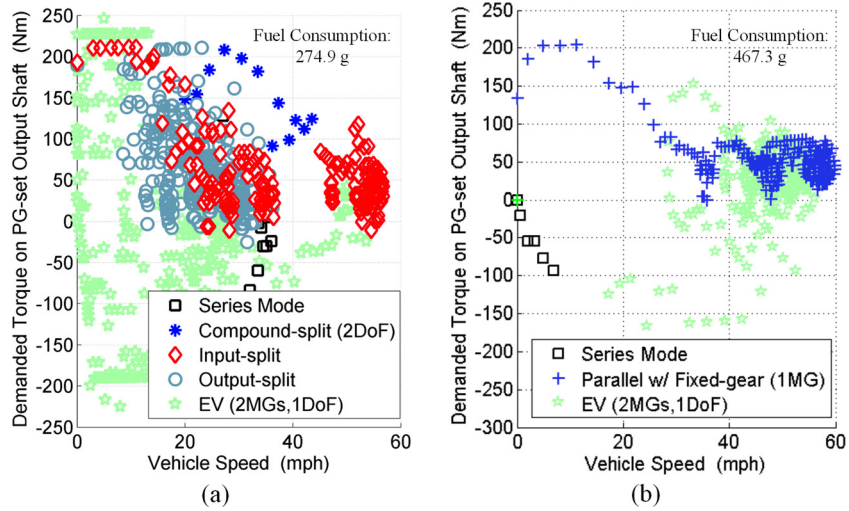 Demanded Torque on PG-set Output Shaft (Nm)
250
200
150
100
50
0
-50
-100
-150
-200
-250
0
20
40
60
Vehicle Speed (mph)
Fuel Consumption:
274.9 g
Series Mode
Compound-split (2DoF)
Input-split
Output-split
EV (2MGs,1DoF)
(a)
Demanded Torque on PG-set Output Shaft (Nm)
250
200
150
100
50
0
-50
-100
-150
-200
-250
-300
0
20
40
60
Vehicle Speed (mph)
Fuel Consumption:
467.3 g
Series Mode
Parallel w/ Fixed-gear (1MG)
EV (2MGs,1DoF)
(b)